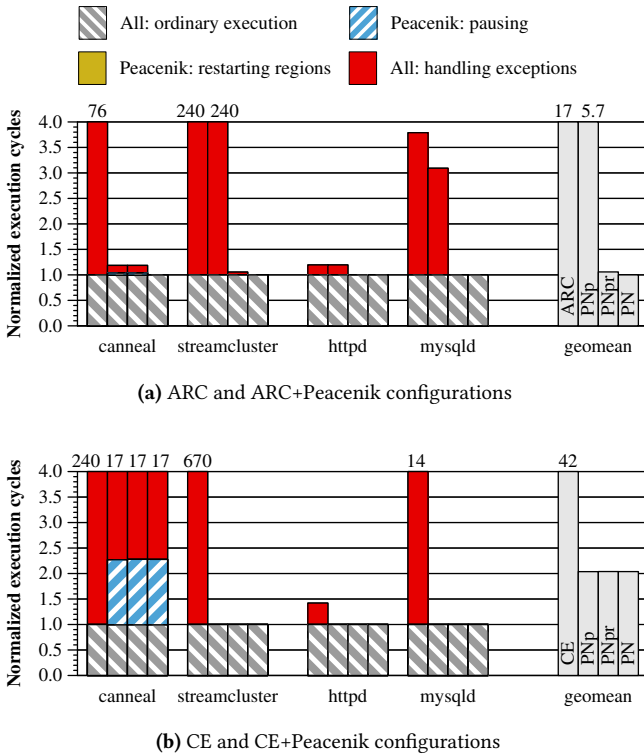 All: ordinary execution Peacenik: pausing
Peacenik: restarting regions All: handling exceptions
76 240 240 17 5.7
Normalized execution cycles
4.0
3.5
3.0
2.5
2.0
1.5
1.0
0.5
0.0
ARC PNp PNpr PN
canneal streamcluster httpd mysqld geomean
(a) ARC and ARC+Peacenik configurations
240 17 17 17 670 14 42
Normalized execution cycles
4.0
3.5
3.0
2.5
2.0
1.5
1.0
0.5
0.0
CE PNp PNpr PN
canneal streamcluster httpd mysqld geomean
(b) CE and CE+Peacenik configurations